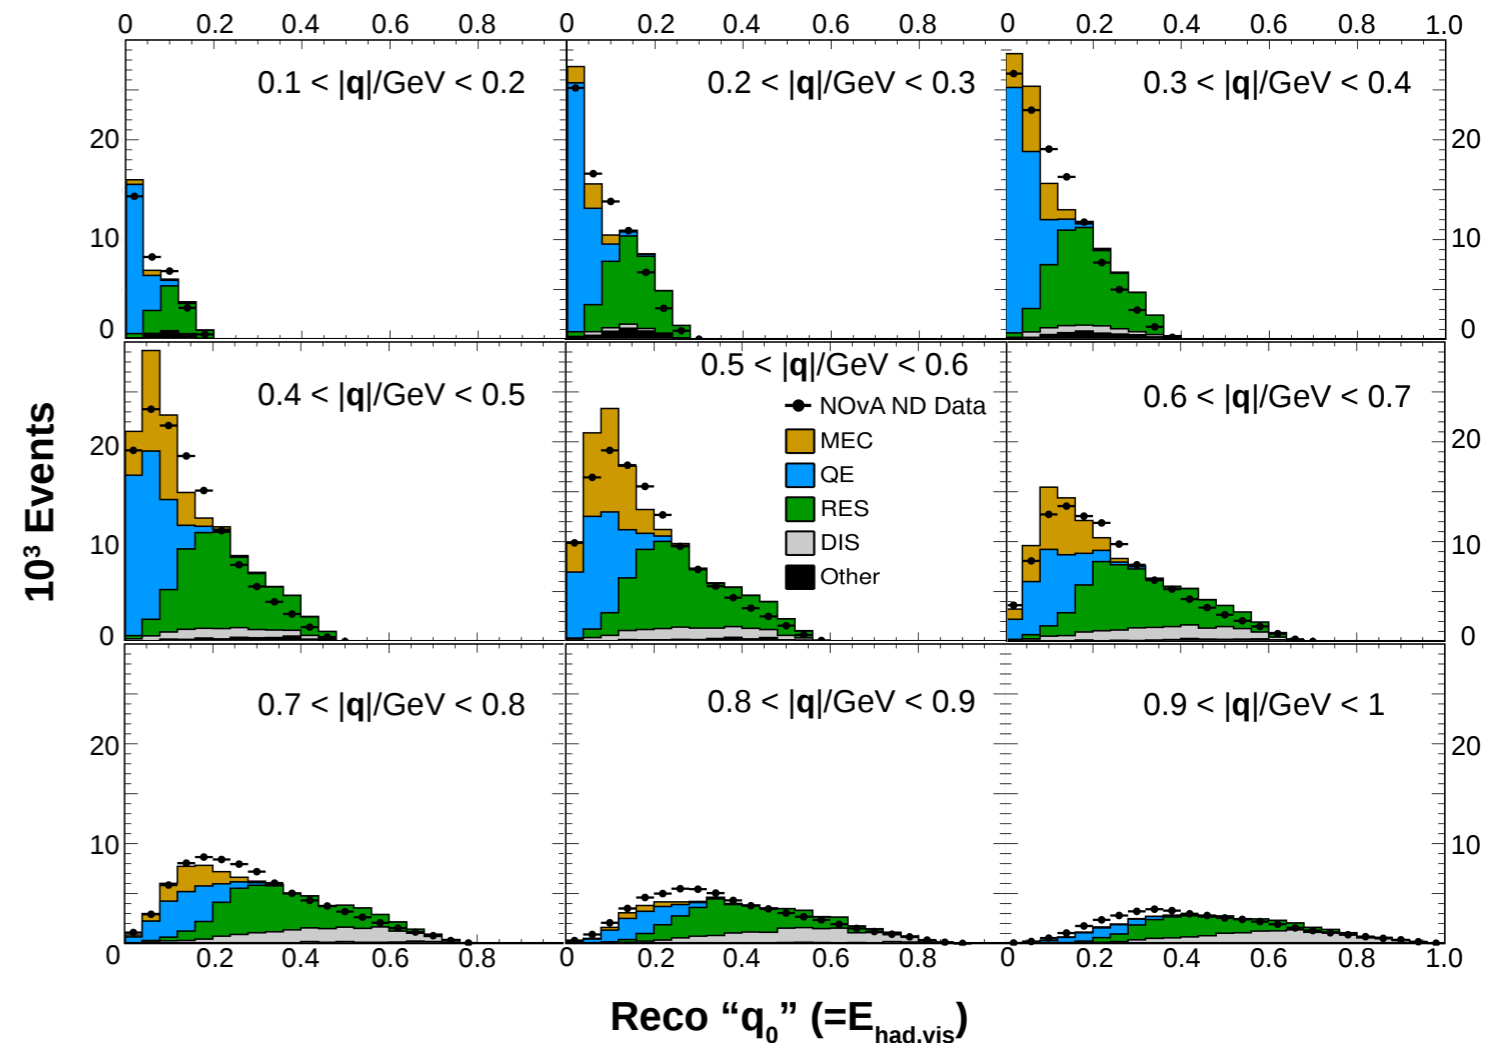 0 0.2 0.4 0.6 0.8 0 0.2 0.4 0.6 0.8 0 0.2 0.4 0.6 0.8 1.0
0.1 < |q|/GeV < 0.2 0.2 < |q|/GeV < 0.3 0.3 < |q|/GeV < 0.4
20 20
10 10
0 0
0.5 < |q|/GeV < 0.6
0.4 < |q|/GeV < 0.5 0.6 < |q|/GeV < 0.7
NOvA ND Data
MEC
QE
RES
DIS
Other
20 20
10 10
0 0
10³ Events
0.7 < |q|/GeV < 0.8 0.8 < |q|/GeV < 0.9 0.9 < |q|/GeV < 1
20 20
10 10
0 0
0.2 0.4 0.6 0.8 0 0.2 0.4 0.6 0.8 0 0.2 0.4 0.6 0.8 1.0
Reco “q₀” (=E_had,vis)